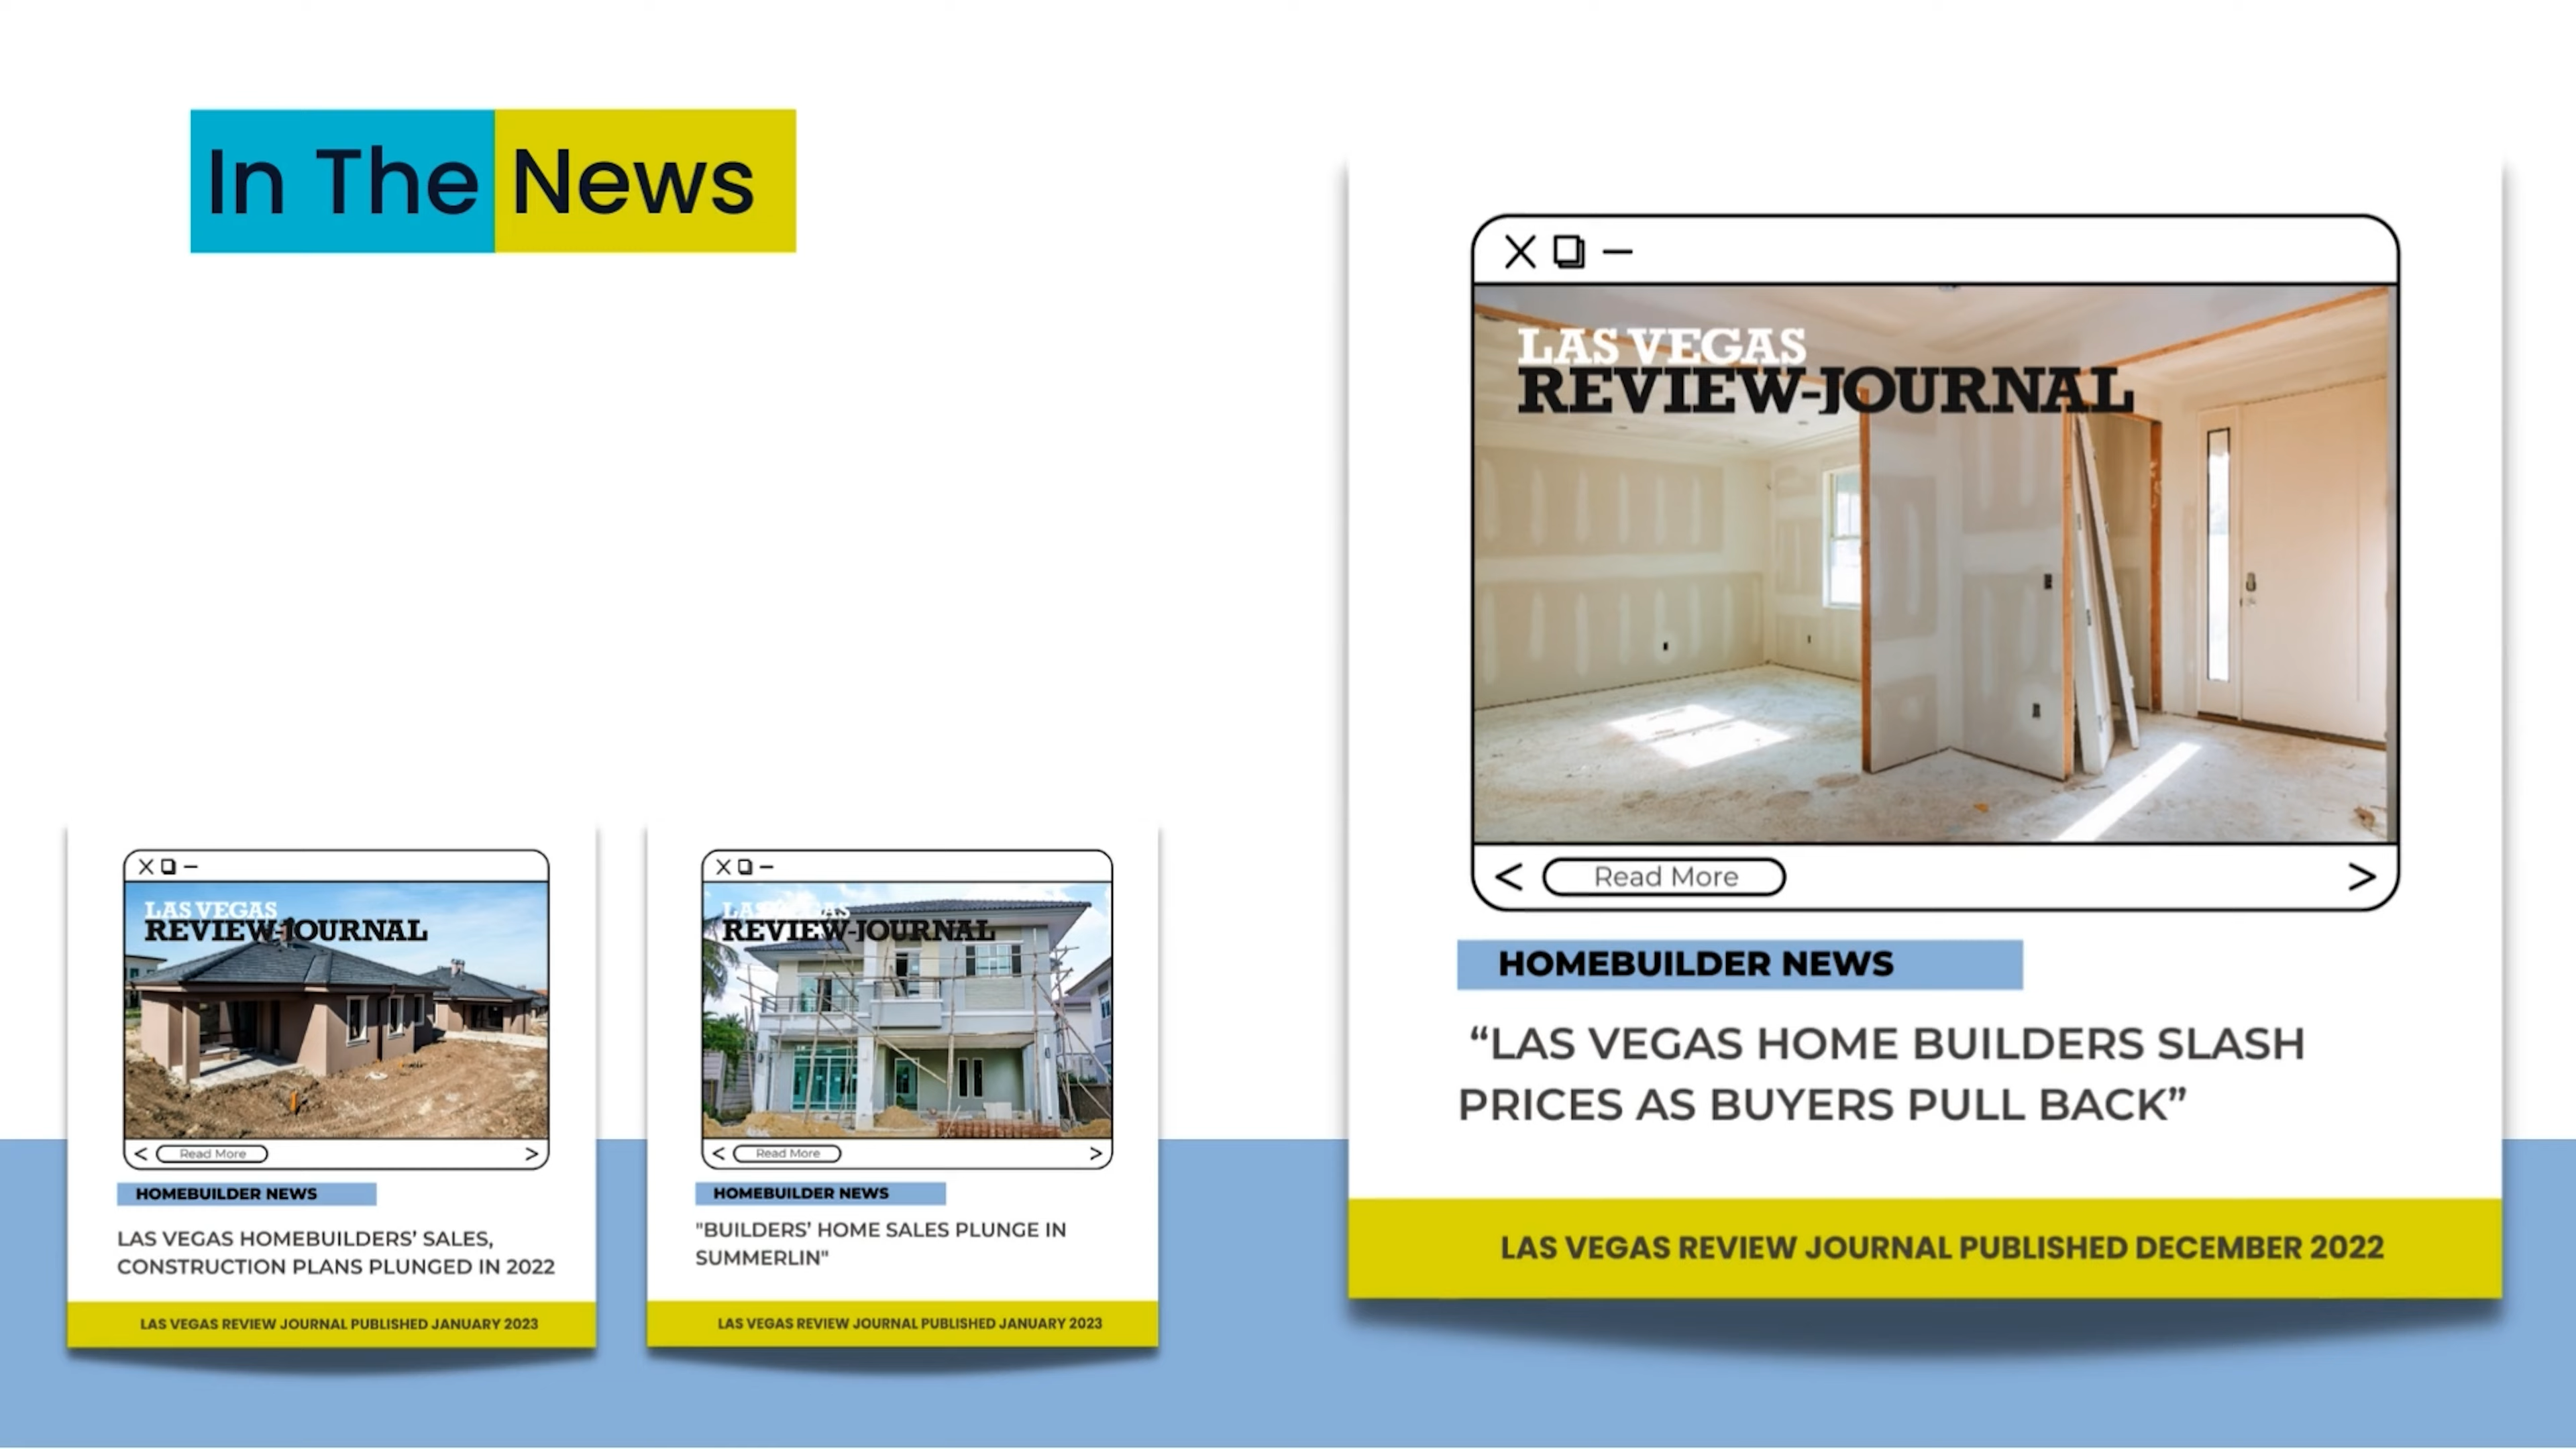 In The News
LAS VEGAS
REVIEW-JOURNAL
Read More
HOMEBUILDER NEWS
LAS VEGAS HOMEBUILDERS’ SALES,
CONSTRUCTION PLANS PLUNGED IN 2022
LAS VEGAS REVIEW JOURNAL PUBLISHED JANUARY 2023
LAS VEGAS
REVIEW-JOURNAL
Read More
HOMEBUILDER NEWS
"BUILDERS’ HOME SALES PLUNGE IN
SUMMERLIN"
LAS VEGAS REVIEW JOURNAL PUBLISHED JANUARY 2023
LAS VEGAS
REVIEW-JOURNAL
Read More
HOMEBUILDER NEWS
“LAS VEGAS HOME BUILDERS SLASH
PRICES AS BUYERS PULL BACK”
LAS VEGAS REVIEW JOURNAL PUBLISHED DECEMBER 2022